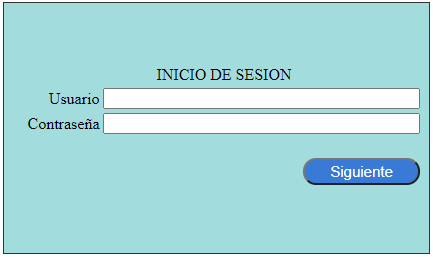 INICIO DE SESION
Usuario
Contraseña
Siguiente